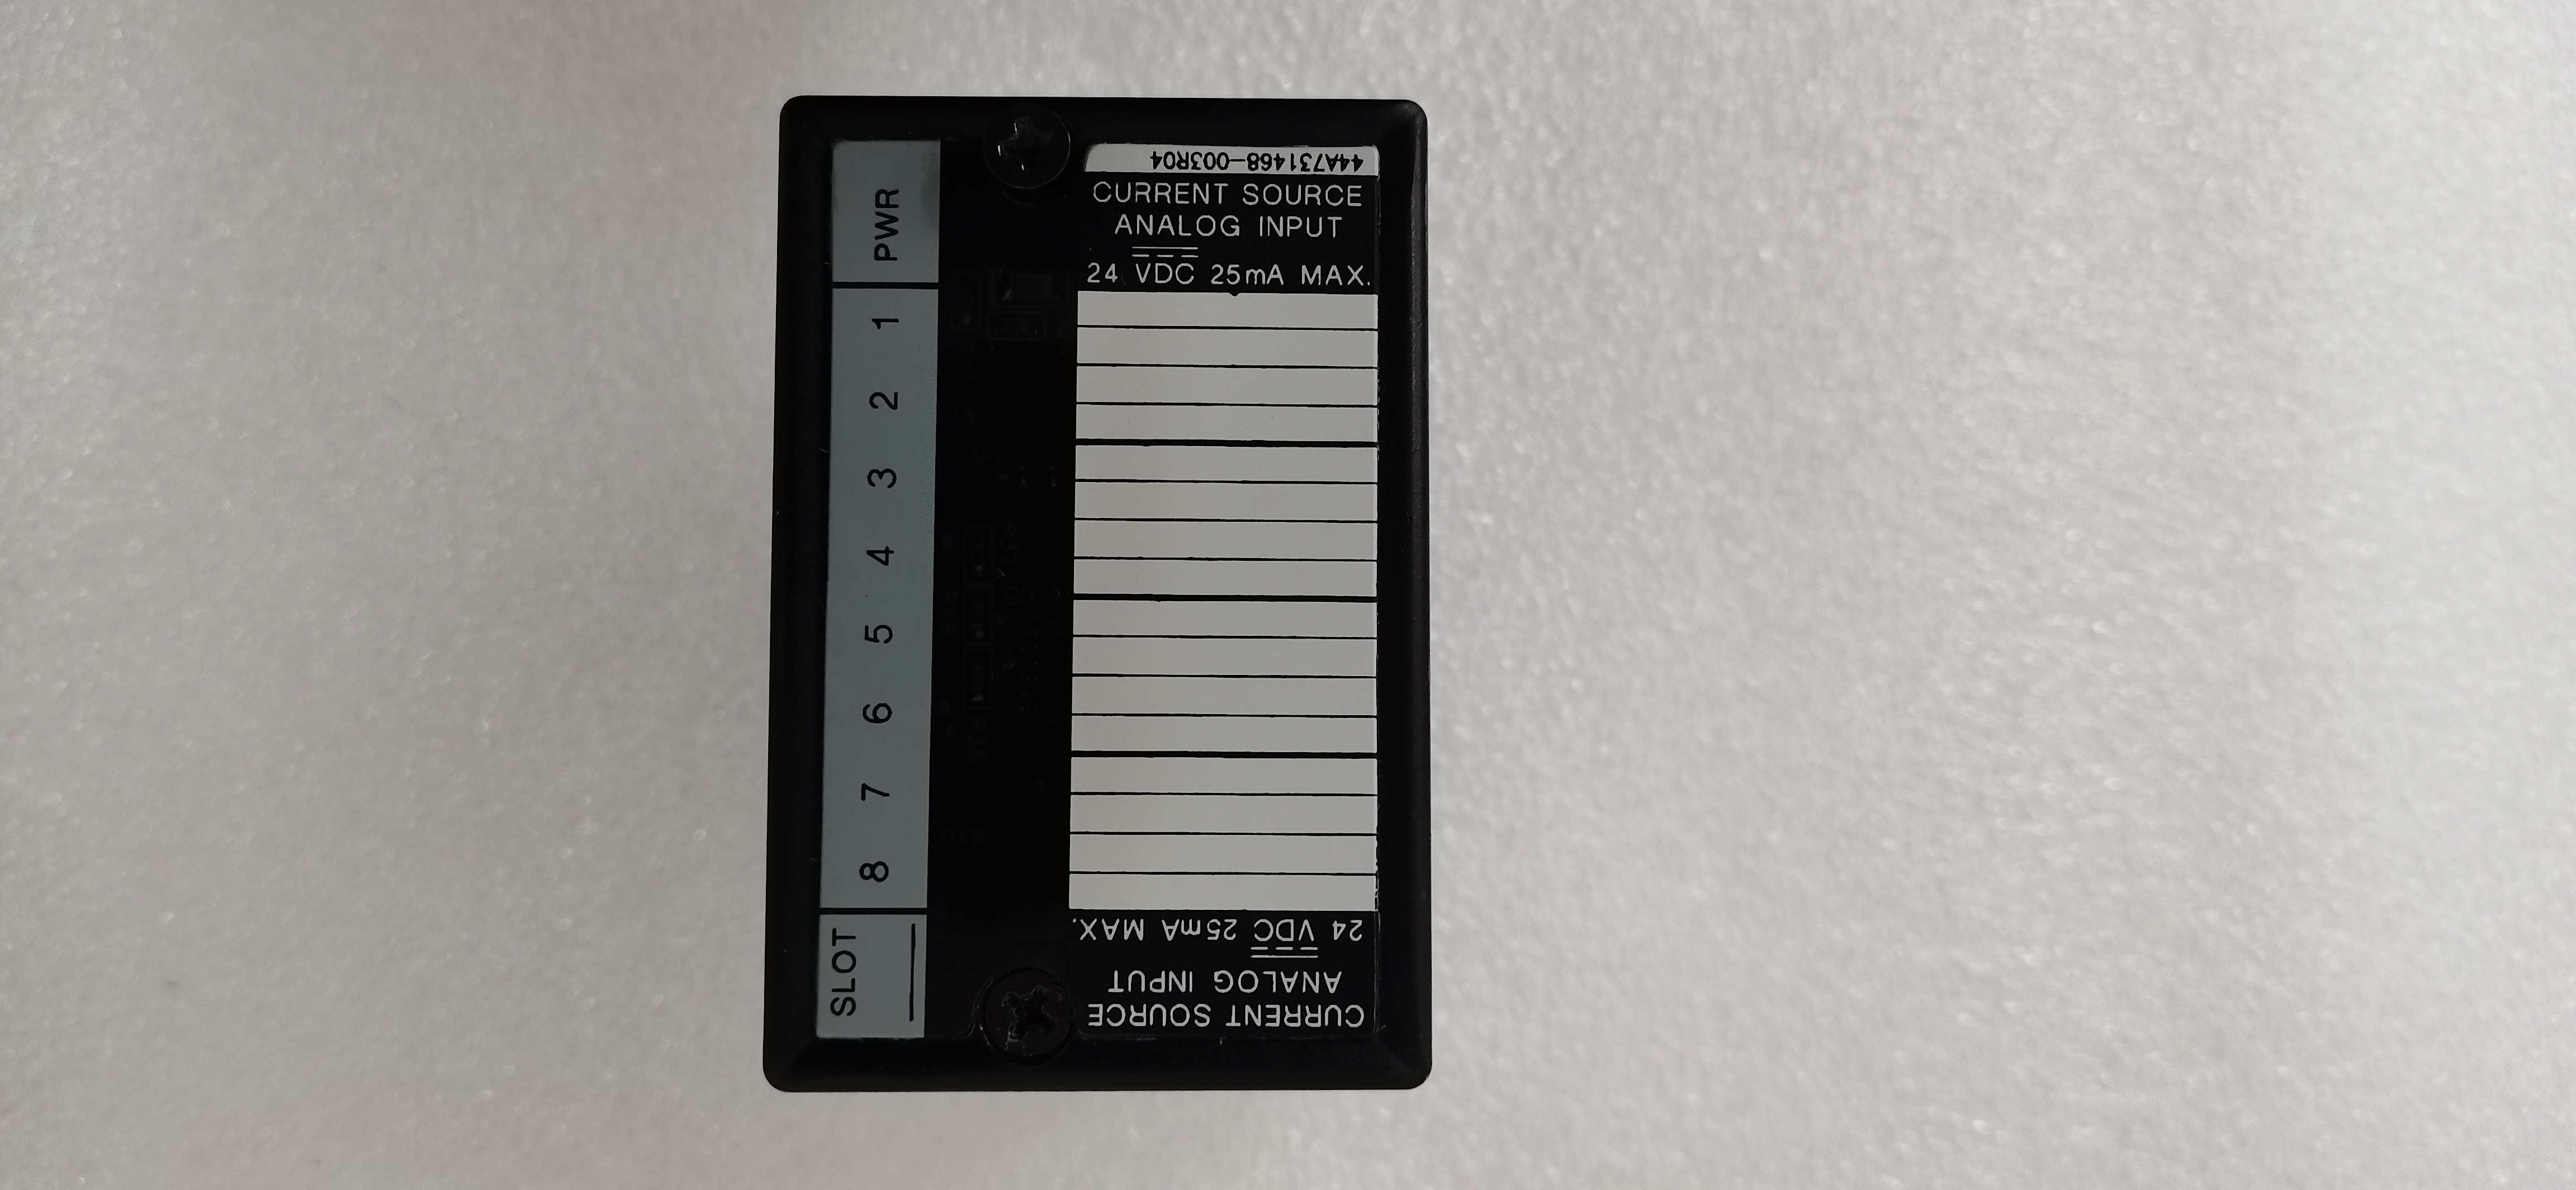 PWR
1
2
3
4
5
6
7
8
SLOT
44A731468-003R04
CURRENT SOURCE
ANALOG INPUT
24 VDC 25mA MAX.
CURRENT SOURCE
ANALOG INPUT
24 VDC 25mA MAX.